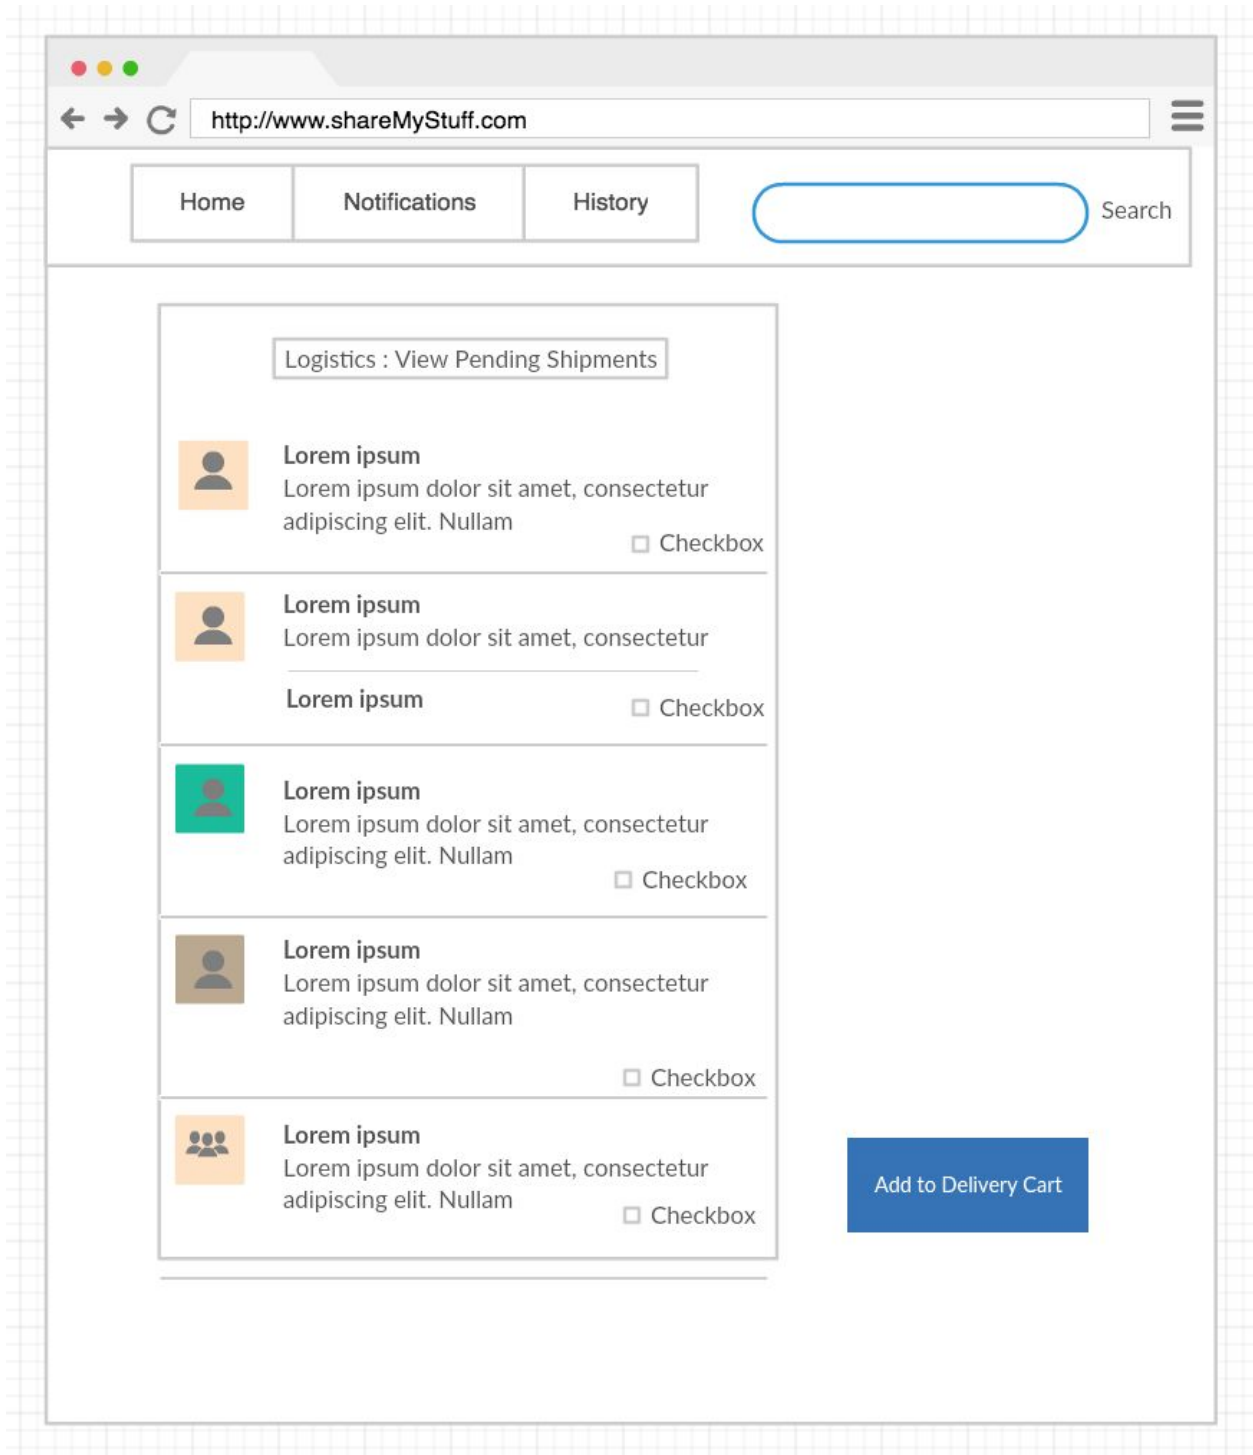 http://www.shareMyStuff.com
Home Notifications History Search
Logistics : View Pending Shipments
Lorem ipsum
Lorem ipsum dolor sit amet, consectetur
adipiscing elit. Nullam
Checkbox
Lorem ipsum
Lorem ipsum dolor sit amet, consectetur
Lorem ipsum
Checkbox
Lorem ipsum
Lorem ipsum dolor sit amet, consectetur
adipiscing elit. Nullam
Checkbox
Lorem ipsum
Lorem ipsum dolor sit amet, consectetur
adipiscing elit. Nullam
Checkbox
Lorem ipsum
Lorem ipsum dolor sit amet, consectetur
adipiscing elit. Nullam
Checkbox
Add to Delivery Cart